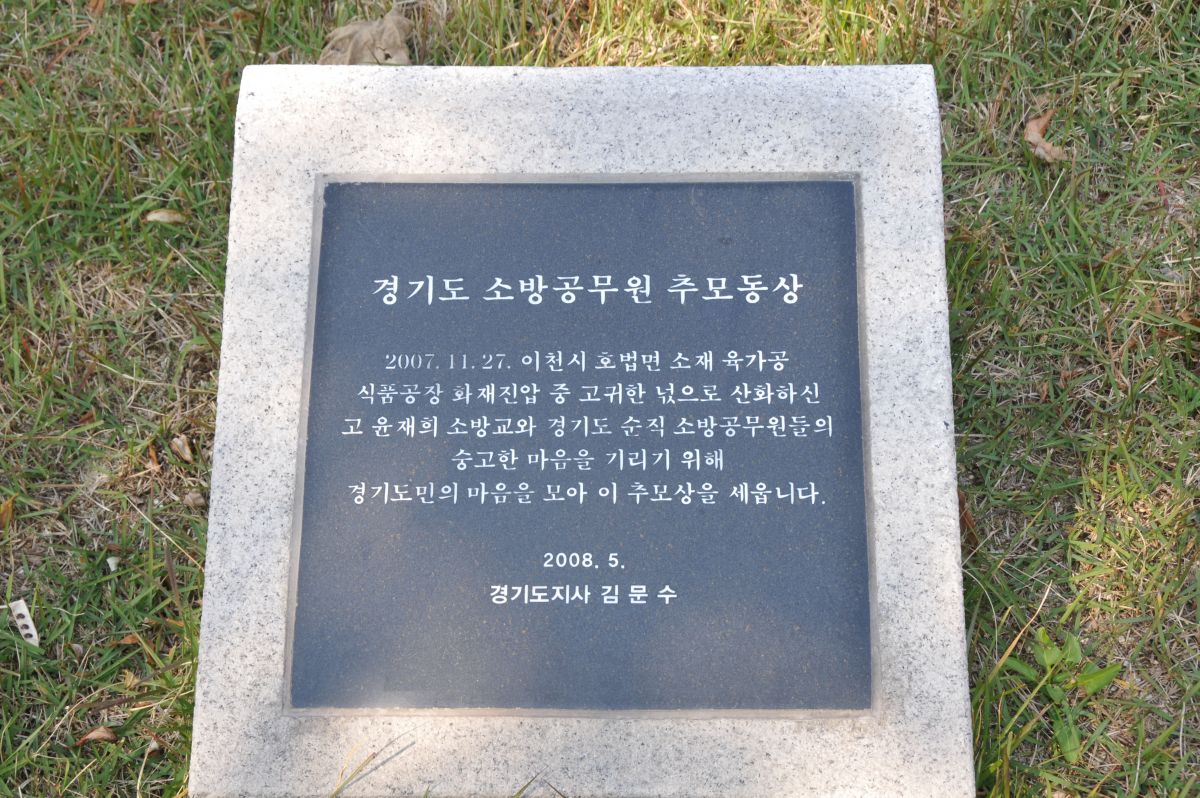 경기도 소방공무원 추모동상
2007. 11. 27. 이천시 호법면 소재 육가공
식품공장 화재진압 중 고귀한 넋으로 산화하신
고 윤재희 소방교와 경기도 순직 소방공무원들의
숭고한 마음을 기리기 위해
경기도민의 마음을 모아 이 추모상을 세웁니다.
2008. 5.
경기도지사 김 문 수